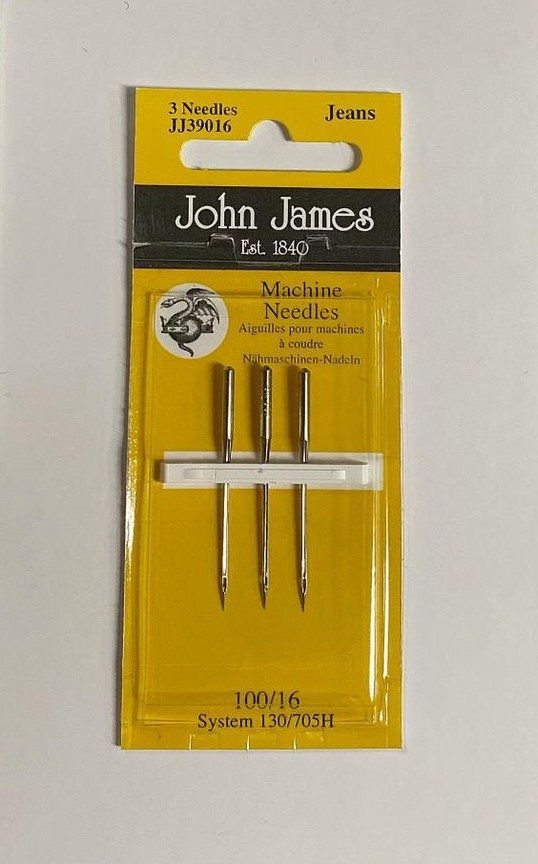 3 Needles
JJ39016
Jeans
John James
Est. 1840
Machine
Needles
Aiguilles pour machines
à coudre
Nähmaschinen-Nadeln
100/16
System 130/705H